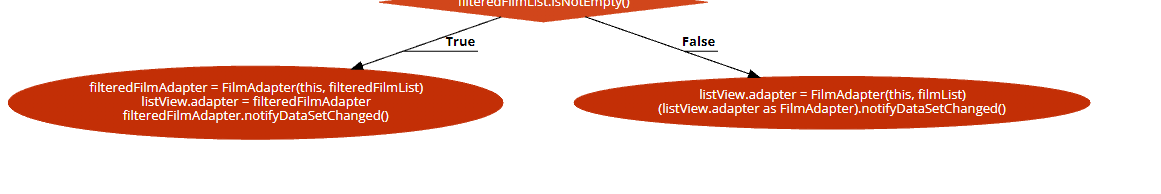 filteredFilmList.isNotEmpty()
True
False
filteredFilmAdapter = FilmAdapter(this, filteredFilmList)
listView.adapter = filteredFilmAdapter
filteredFilmAdapter.notifyDataSetChanged()
listView.adapter = FilmAdapter(this, filmList)
(listView.adapter as FilmAdapter).notifyDataSetChanged()